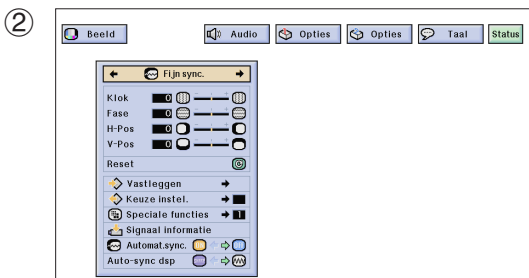 ②
Beeld Audio Opties Opties Taal Status
Fijn sync.
Klok 0
Fase 0
H-Pos 0
V-Pos 0
Reset
Vastleggen
Keuze instel.
Speciale functies 1
Signaal informatie
Automat.sync.
Auto-sync dsp